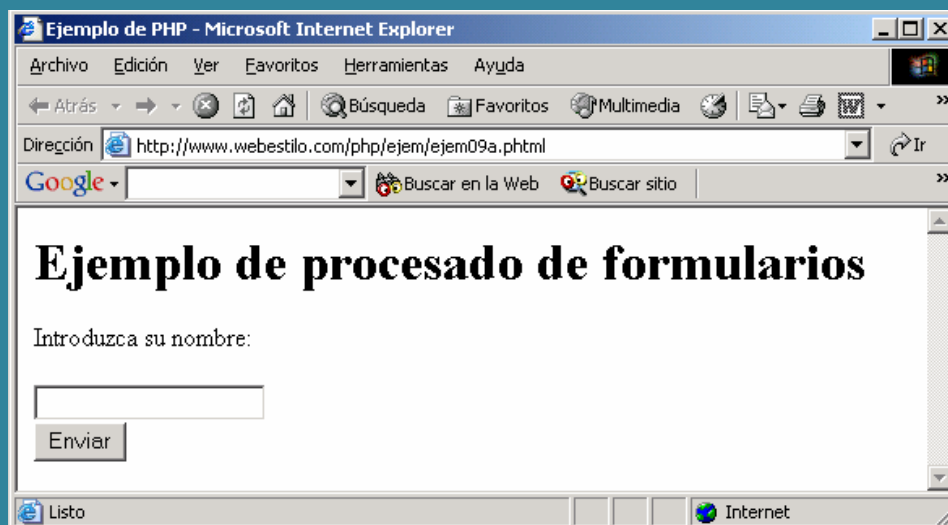 Ejemplo de PHP - Microsoft Internet Explorer
Archivo Edición Ver Favoritos Herramientas Ayuda
Atrás Búsqueda Favoritos Multimedia W »
Dirección http://www.webestilo.com/php/ejem/ejem09a.phtml Ir
Google Buscar en la Web Buscar sitio »
Ejemplo de procesado de formularios
Introduzca su nombre:
Enviar
Listo Internet